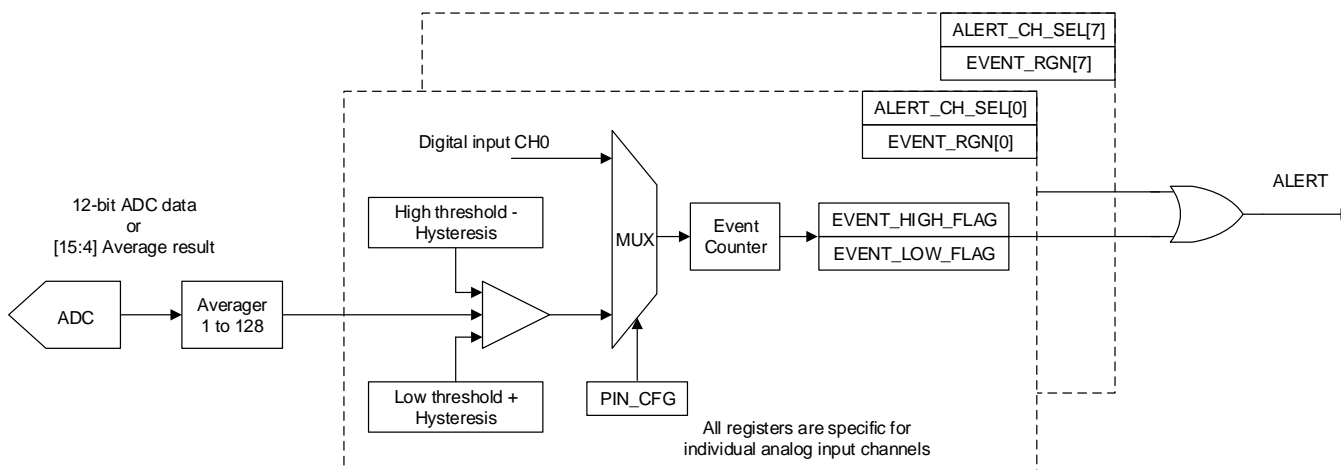 ALERT_CH_SEL[7]
EVENT_RGN[7]
ALERT_CH_SEL[0]
EVENT_RGN[0]
Digital input CH0
ALERT
12-bit ADC data
or
[15:4] Average result
High threshold -
Hysteresis
MUX
Event
Counter
EVENT_HIGH_FLAG
EVENT_LOW_FLAG
ADC
Averager
1 to 128
Low threshold +
Hysteresis
PIN_CFG
All registers are specific for
individual analog input channels